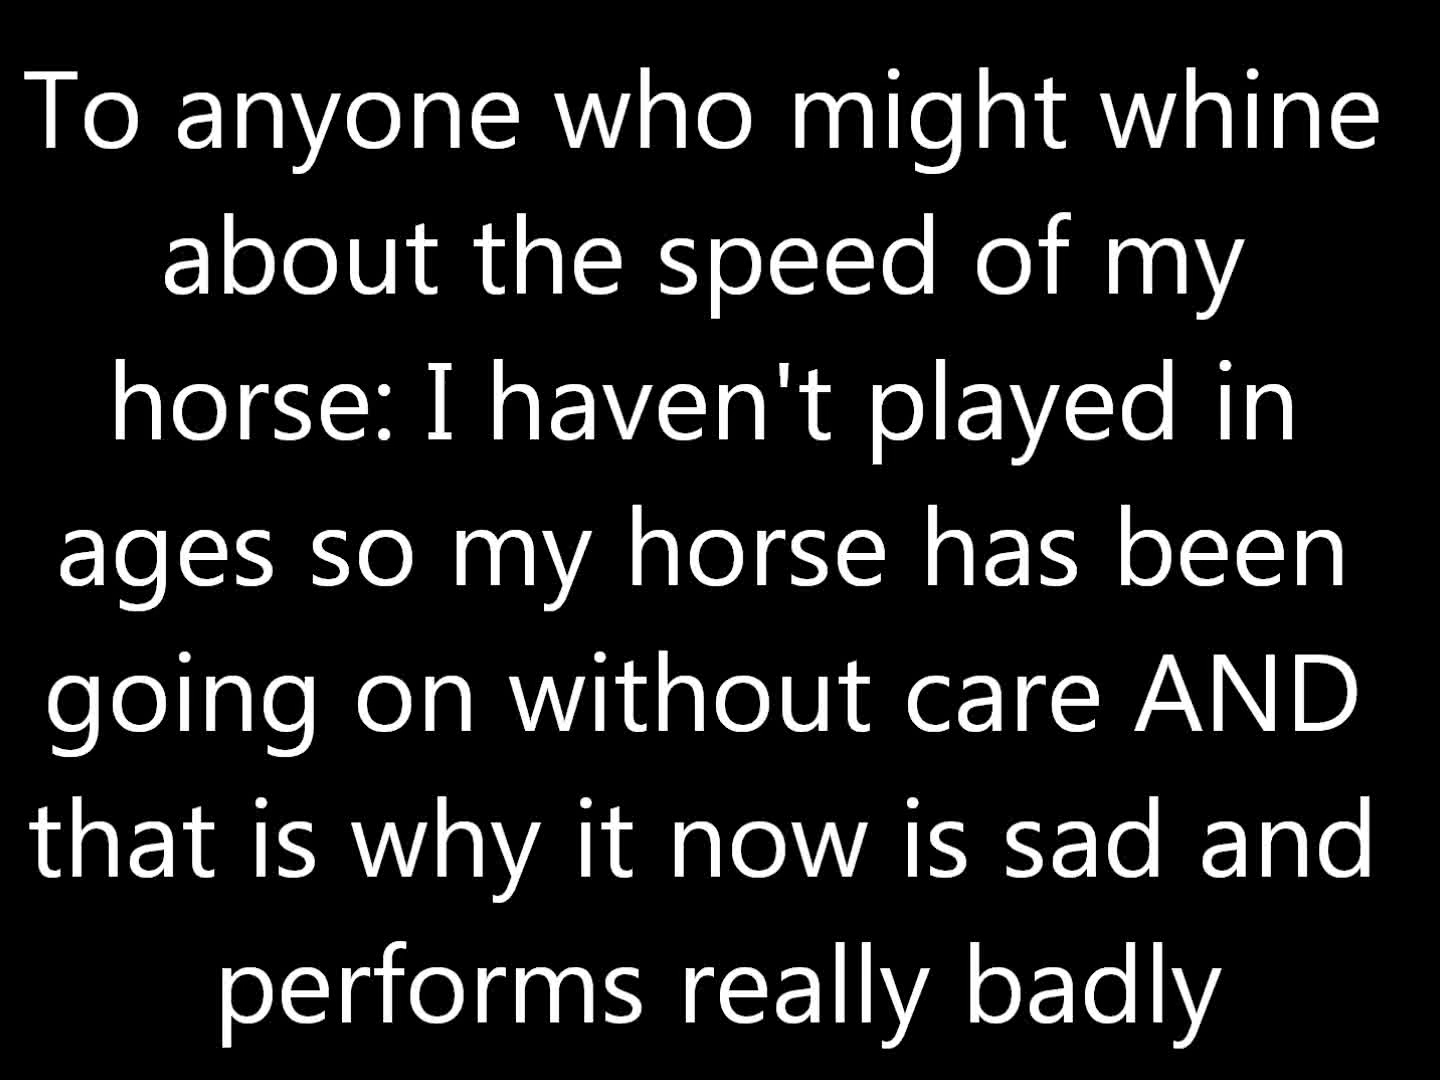 To anyone who might whine
about the speed of my
horse: I haven't played in
ages so my horse has been
going on without care AND
that is why it now is sad and
performs really badly